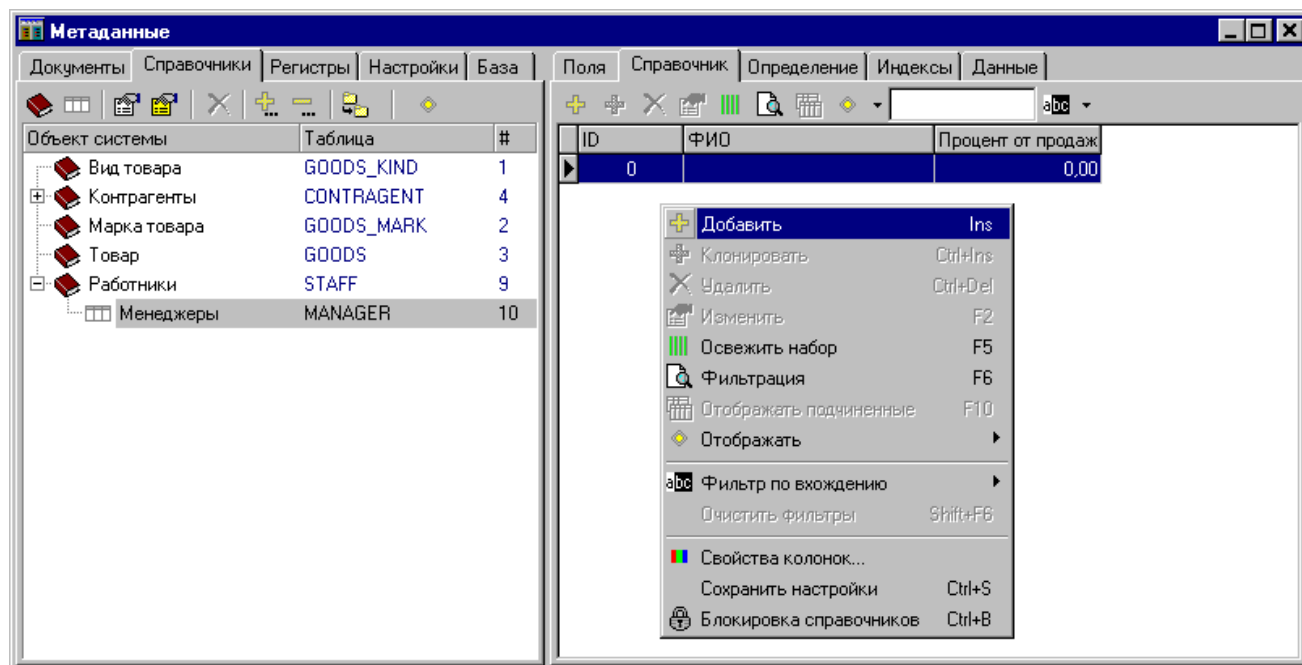 Метаданные
Документы Справочники Регистры Настройки База
Поля Справочник Определение Индексы Данные
abc
Объект системы Таблица #
ID ФИО Процент от продаж
0 0,00
Вид товара GOODS_KIND 1
Контрагенты CONTRAGENT 4
Марка товара GOODS_MARK 2
Товар GOODS 3
Работники STAFF 9
Менеджеры MANAGER 10
Добавить Ins
Клонировать Ctrl+Ins
Удалить Ctrl+Del
Изменить F2
Освежить набор F5
Фильтрация F6
Отображать подчиненные F10
Отображать
abc Фильтр по вхождению
Очистить фильтры Shift+F6
Свойства колонок...
Сохранить настройки Ctrl+S
Блокировка справочников Ctrl+B